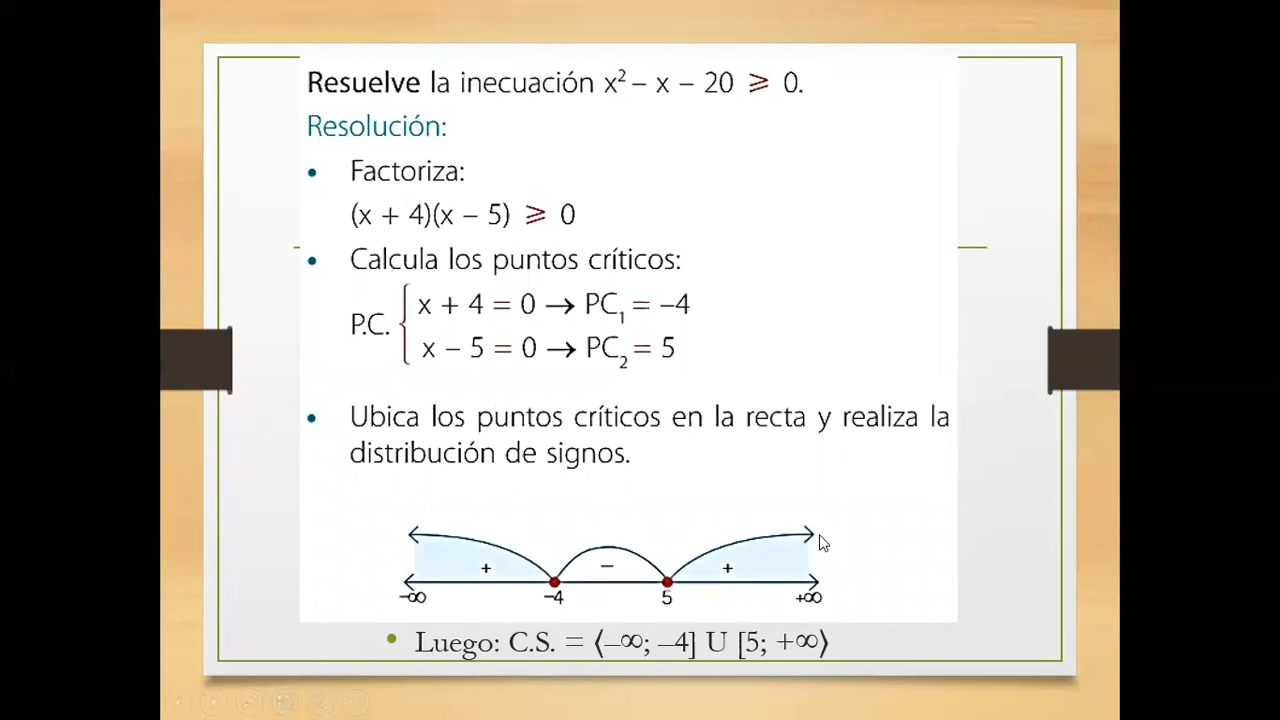 Resuelve la inecuación x² – x – 20 ⩾ 0.
Resolución:
• Factoriza:
(x + 4)(x – 5) ⩾ 0
• Calcula los puntos críticos:
x + 4 = 0 → PC₁ = –4
P.C. {
x – 5 = 0 → PC₂ = 5
• Ubica los puntos críticos en la recta y realiza la
distribución de signos.
+ – +
–∞ –4 5 +∞
• Luego: C.S. = ⟨–∞; –4] U [5; +∞⟩